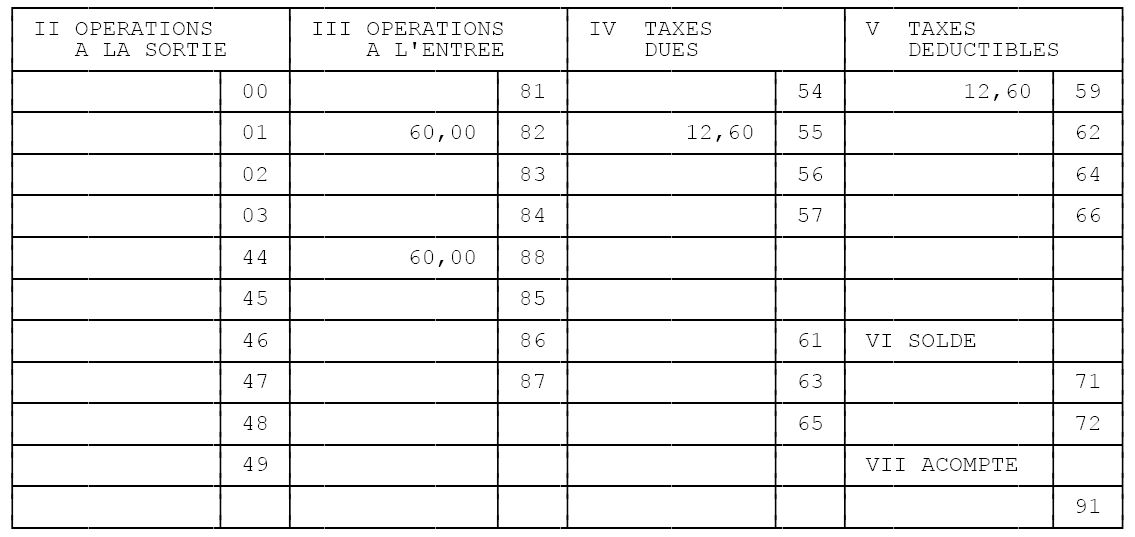 II OPERATIONS III OPERATIONS IV TAXES V TAXES
A LA SORTIE A L'ENTREE DUES DEDUCTIBLES
00 81 54 12,60 59
01 60,00 82 12,60 55 62
02 83 56 64
03 84 57 66
44 60,00 88
45 85
46 86 61 VI SOLDE
47 87 63 71
48 65 72
49 VII ACOMPTE
91